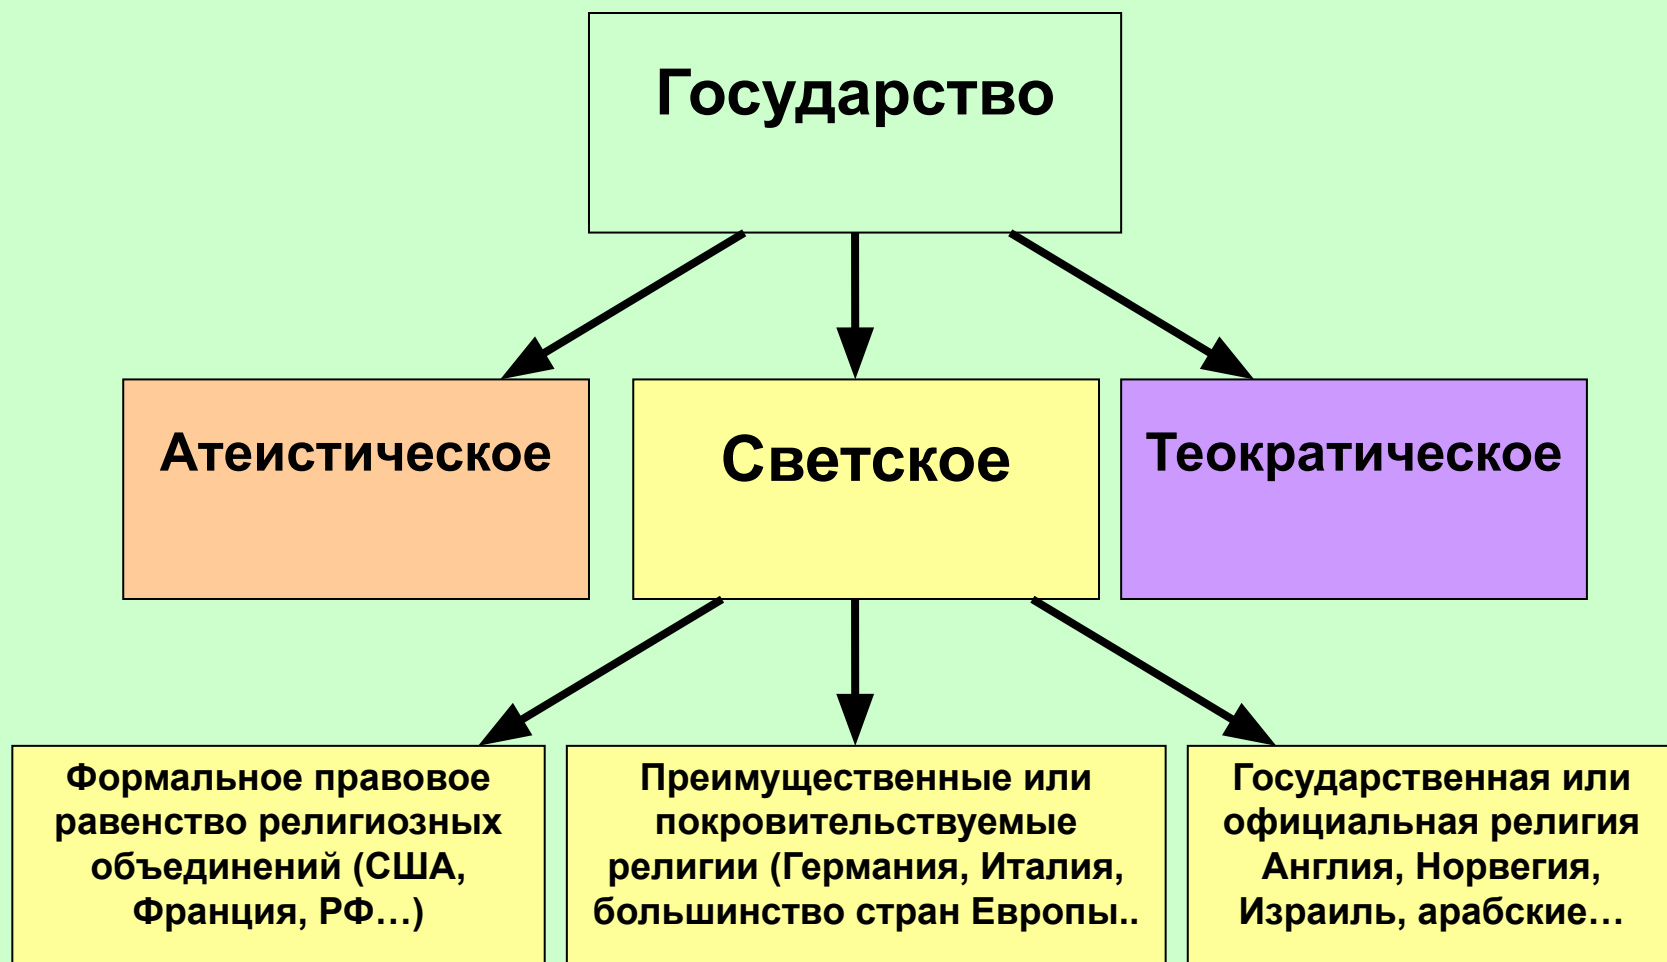 Государство
Атеистическое
Светское
Теократическое
Формальное правовое
равенство религиозных
объединений (США,
Франция, РФ…)
Преимущественные или
покровительствуемые
религии (Германия, Италия,
большинство стран Европы..
Государственная или
официальная религия
Англия, Норвегия,
Израиль, арабские…